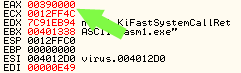 EAX 00390000
ECX 0012FF4C
EDX 7C91EB94 n KiFastSystemCallRet
EBX 00401338 ASCII asm1.exe"
ESP 0012FFC0
EBP 00000000
ESI 004012D0 virus.004012D0
EDI 00000E49